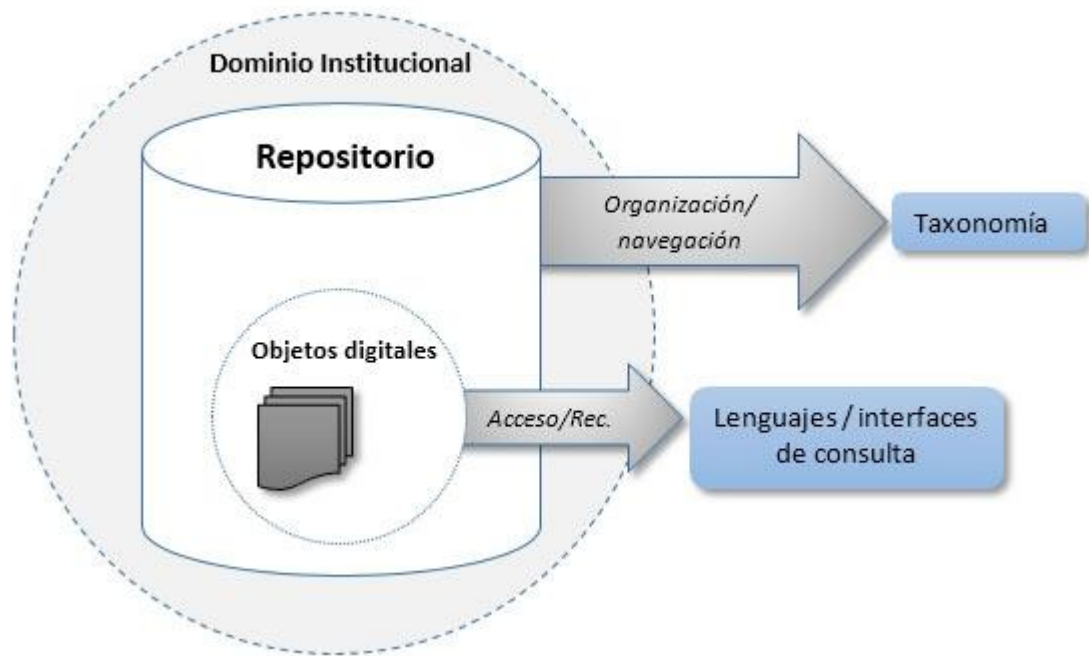 Dominio Institucional
Repositorio
Organización/
navegación
Taxonomía
Objetos digitales
Acceso/Rec.
Lenguajes / interfaces
de consulta